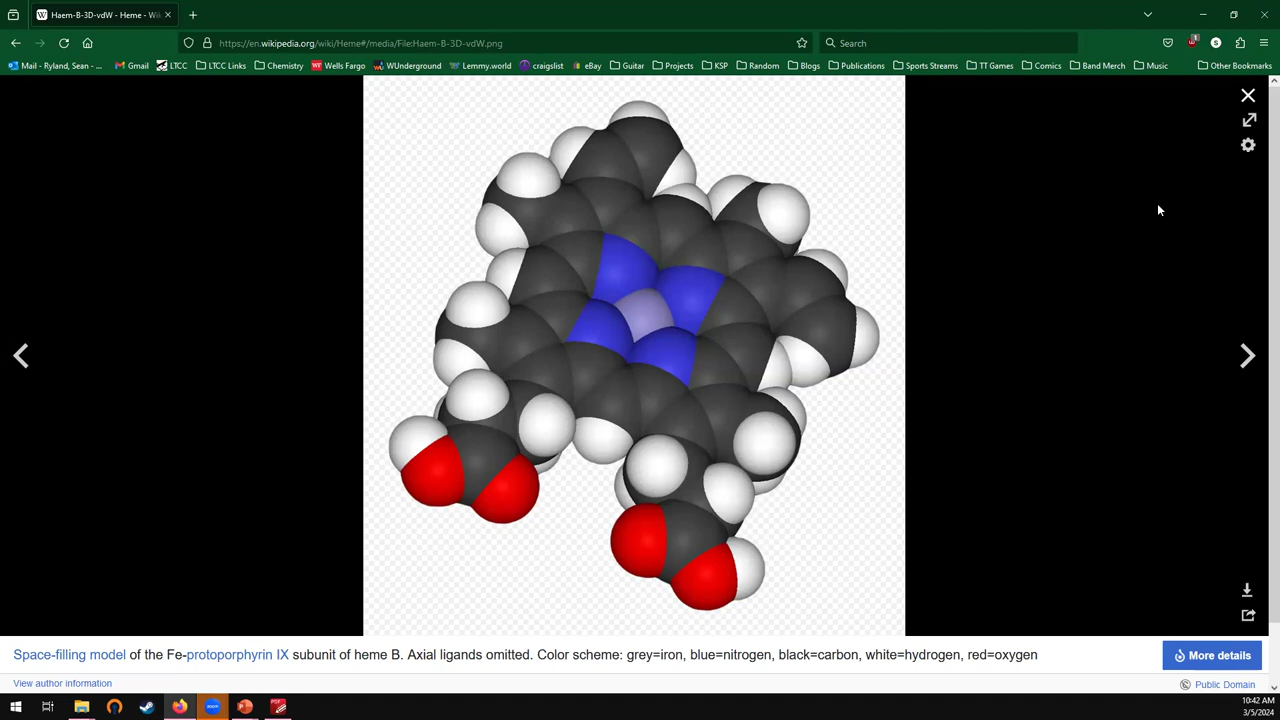 Haem-B-3D-vdW - Heme - Wi
https://en.wikipedia.org/wiki/Heme#/media/File:Haem-B-3D-vdW.png
Search
Mail - Ryland, Sean - ... Gmail LTCC LTCC Links Chemistry Wells Fargo WUnderground Lemmy.world craigslist eBay Guitar Projects KSP Random Blogs Publications Sports Streams TT Games Comics Band Merch Music Other Bookmarks
Space-filling model of the Fe-protoporphyrin IX subunit of heme B. Axial ligands omitted. Color scheme: grey=iron, blue=nitrogen, black=carbon, white=hydrogen, red=oxygen
More details
View author information
Public Domain
zoom
10:42 AM
3/5/2024